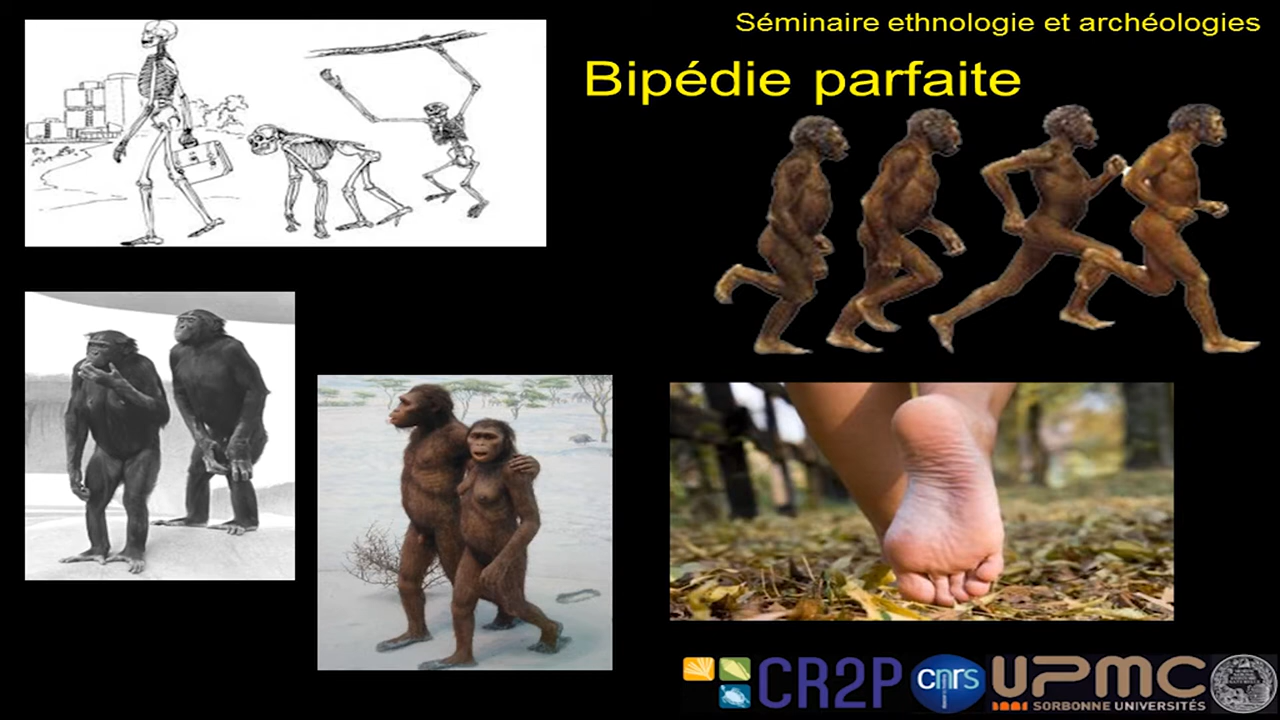 Séminaire ethnologie et archéologies
Bipédie parfaite
CR2P
cnrs
UPMC
SORBONNE UNIVERSITÉS